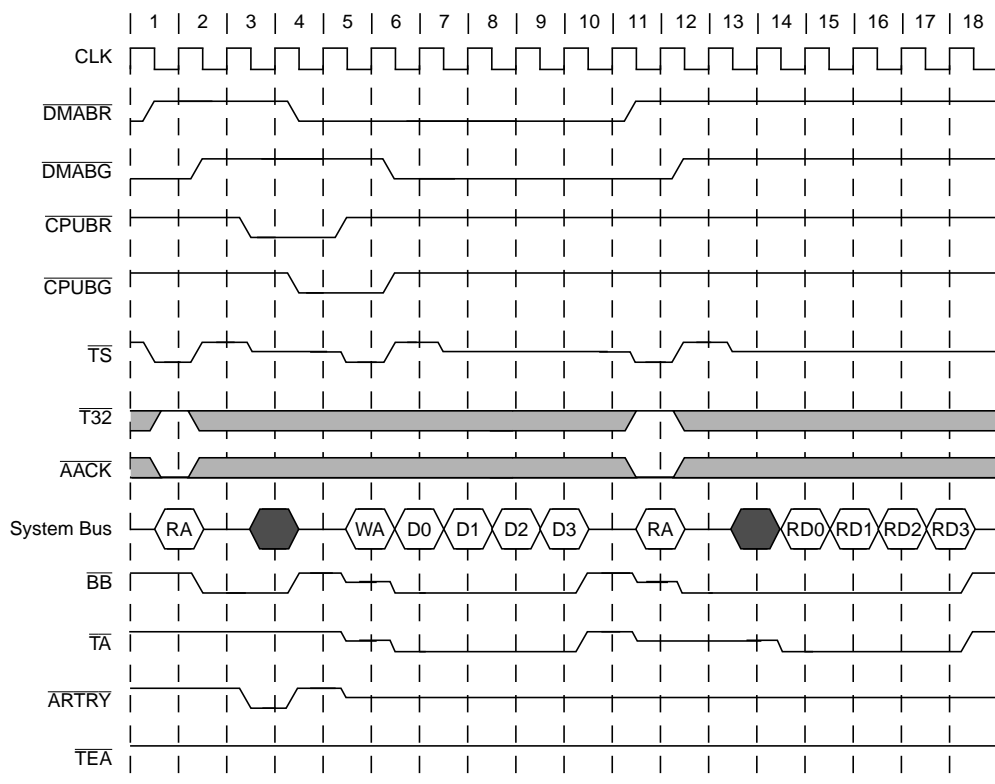 1 2 3 4 5 6 7 8 9 10 11 12 13 14 15 16 17 18
CLK
DMABR
DMABG
CPUBR
CPUBG
TS
T32
AACK
System Bus RA WA D0 D1 D2 D3 RA RD0 RD1 RD2 RD3
BB
TA
ARTRY
TEA